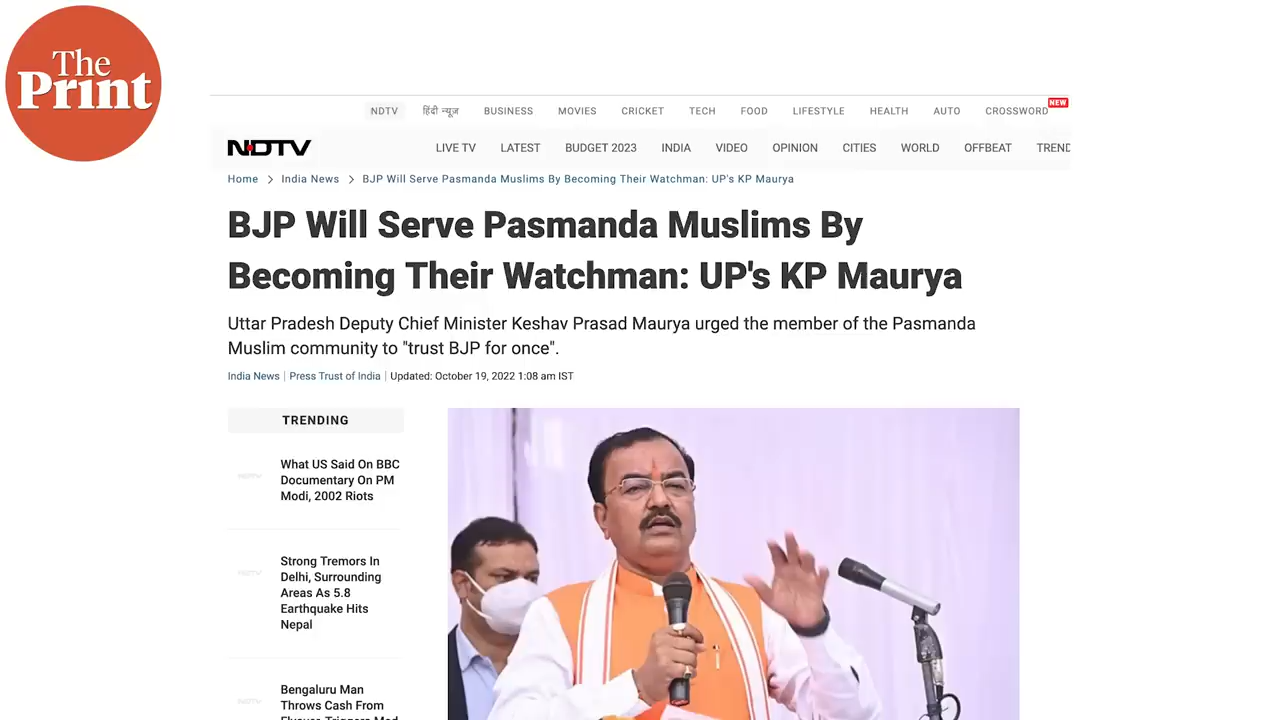 The
Print
NDTV हिंदी न्यूज़ BUSINESS MOVIES CRICKET TECH FOOD LIFESTYLE HEALTH AUTO CROSSWORD NEW
NDTV LIVE TV LATEST BUDGET 2023 INDIA VIDEO OPINION CITIES WORLD OFFBEAT TREND
Home > India News > BJP Will Serve Pasmanda Muslims By Becoming Their Watchman: UP's KP Maurya
BJP Will Serve Pasmanda Muslims By
Becoming Their Watchman: UP's KP Maurya
Uttar Pradesh Deputy Chief Minister Keshav Prasad Maurya urged the member of the Pasmanda
Muslim community to "trust BJP for once".
India News | Press Trust of India | Updated: October 19, 2022 1:08 am IST
TRENDING
What US Said On BBC
Documentary On PM
Modi, 2002 Riots
Strong Tremors In
Delhi, Surrounding
Areas As 5.8
Earthquake Hits
Nepal
Bengaluru Man
Throws Cash From